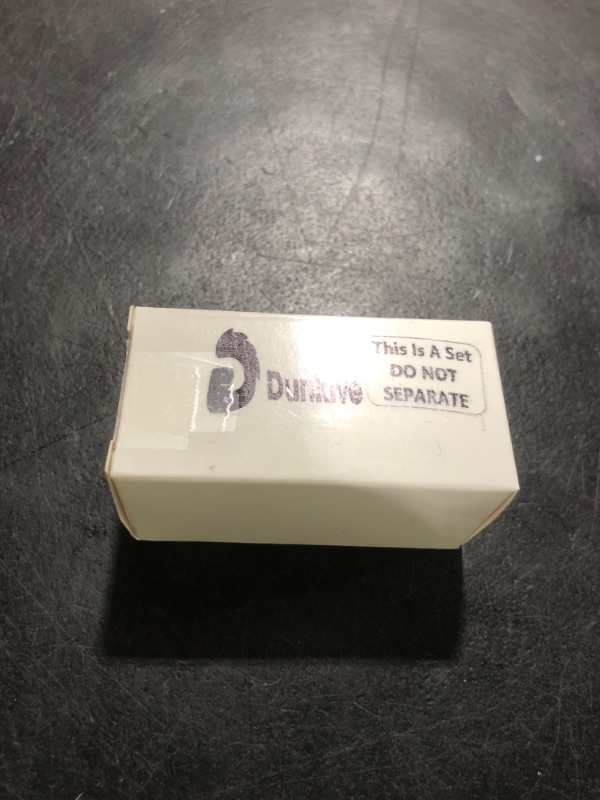 Dunkive
This Is A Set
DO NOT
SEPARATE